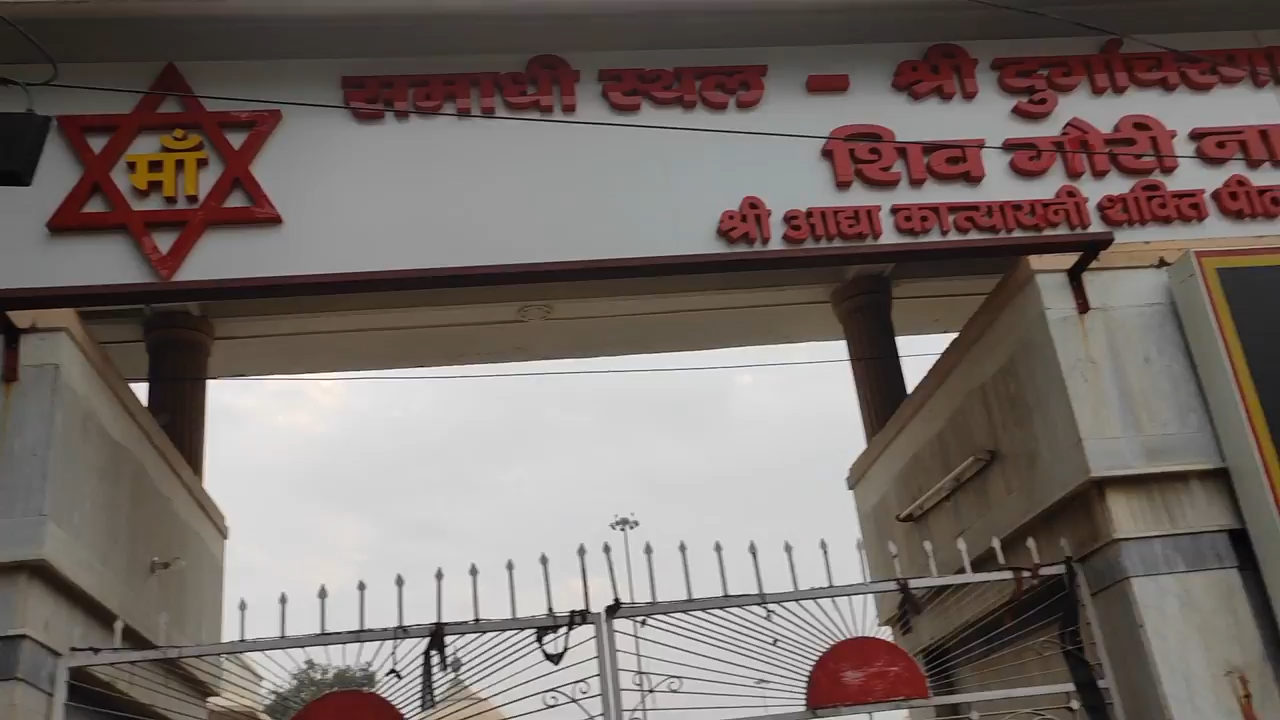 माँ
समाधी स्थल - श्री दुर्गाचरणा
शिव गौरी ना
श्री आद्या कात्यायनी शक्ति पीठ